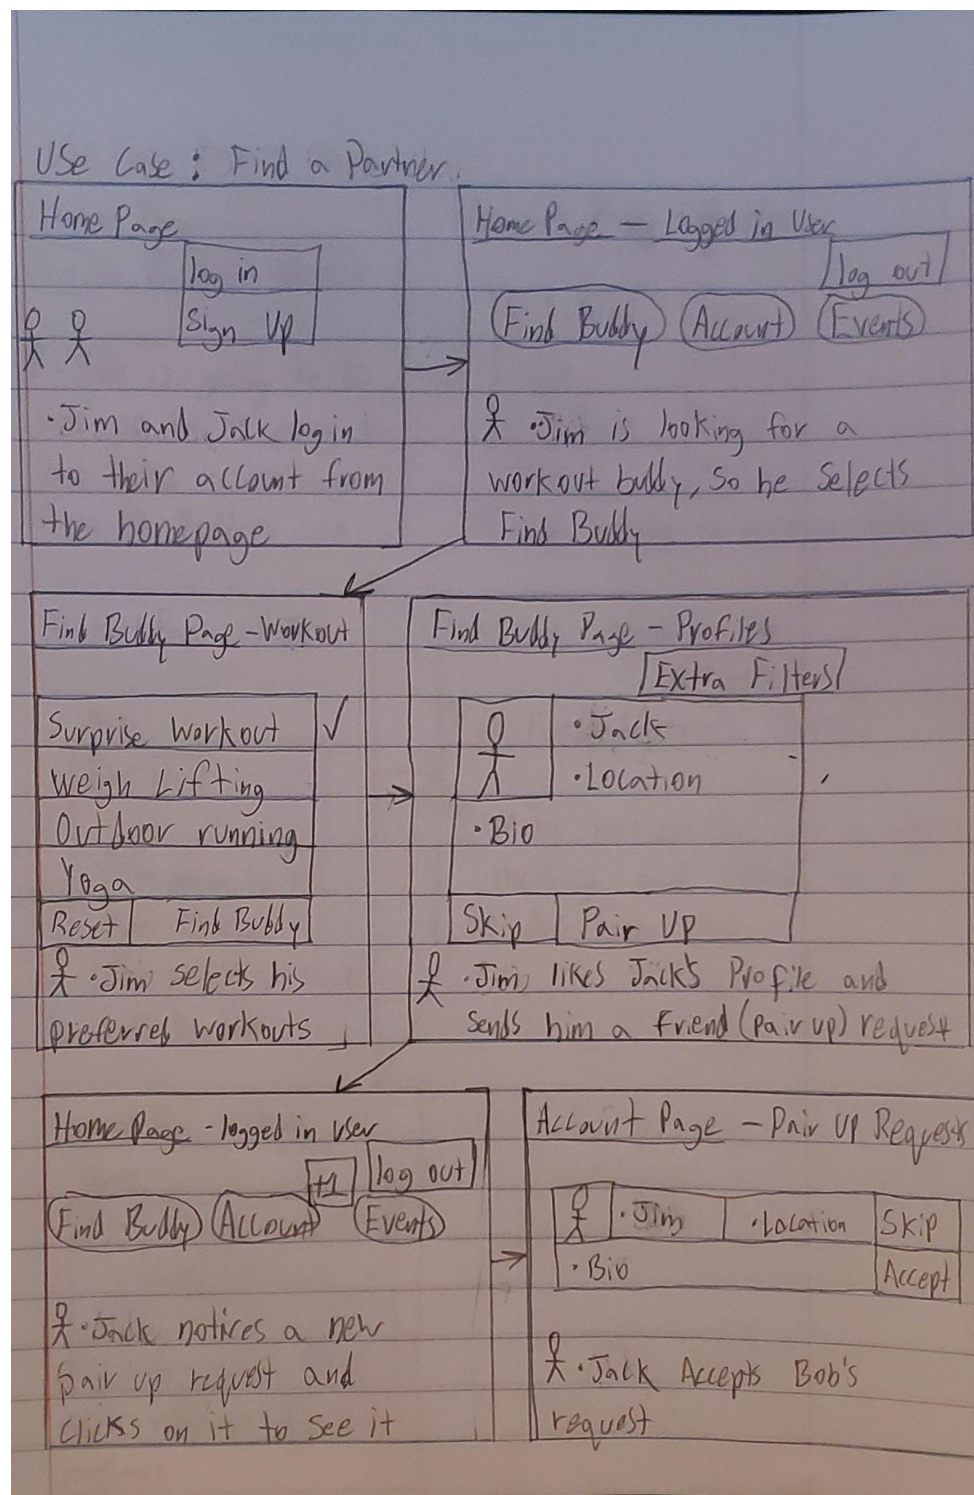 Use Case: Find a Partner.
Home Page
log in
Sign Up
•Jim and Jack log in
to their account from
the homepage
Home Page - Logged in User
log out
Find Buddy Account Events
•Jim is looking for a
workout buddy, so he selects
Find Buddy
Find Buddy Page - Workout
Surprise Workout ✓
Weigh Lifting
Outdoor running
Yoga
Reset Find Buddy
•Jim selects his
preferred workouts
Find Buddy Page - Profiles
Extra Filters
•Jack
•Location
•Bio
Skip Pair Up
•Jim likes Jack's Profile and
sends him a friend (pair up) request
Home Page - logged in user
+1 log out
Find Buddy Account Events
•Jack notices a new
pair up request and
clicks on it to see it
Account Page - Pair Up Requests
•Jim •Location Skip
•Bio Accept
•Jack Accepts Bob's
request